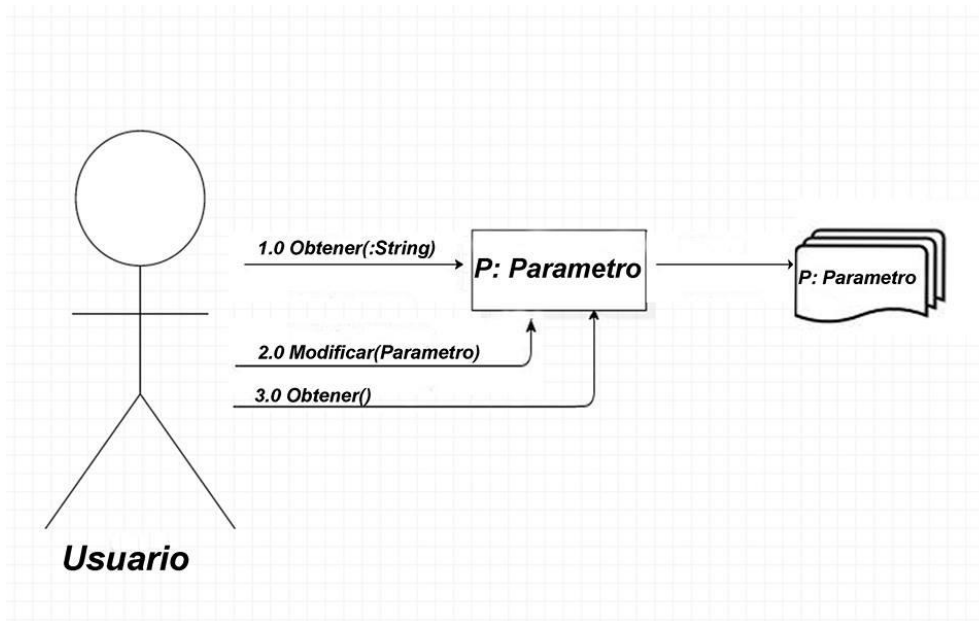 1.0 Obtener(:String)
P: Parametro
P: Parametro
2.0 Modificar(Parametro)
3.0 Obtener()
Usuario